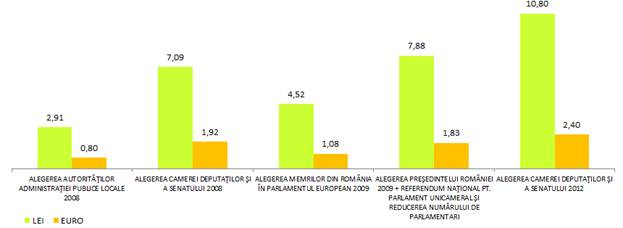 10,80
7,88
7,09
4,52
2,91
2,40
1,92
1,83
1,08
0,80
ALEGEREA AUTORITĂȚILOR
ADMINISTRAȚIEI PUBLICE LOCALE
2008
ALEGEREA CAMEREI DEPUTAȚILOR ȘI
A SENATULUI 2008
ALEGEREA MEMRILOR DIN ROMÂNIA
ÎN PARLAMENTUL EUROPEAN 2009
ALEGEREA PREȘEDINTELUI ROMÂNIEI
2009 + REFERENDUM NAȚIONAL PT.
PARLAMENT UNICAMERAL ȘI
REDUCEREA NUMĂRULUI DE
PARLAMENTARI
ALEGEREA CAMEREI DEPUTAȚILOR ȘI
A SENATULUI 2012
LEI
EURO